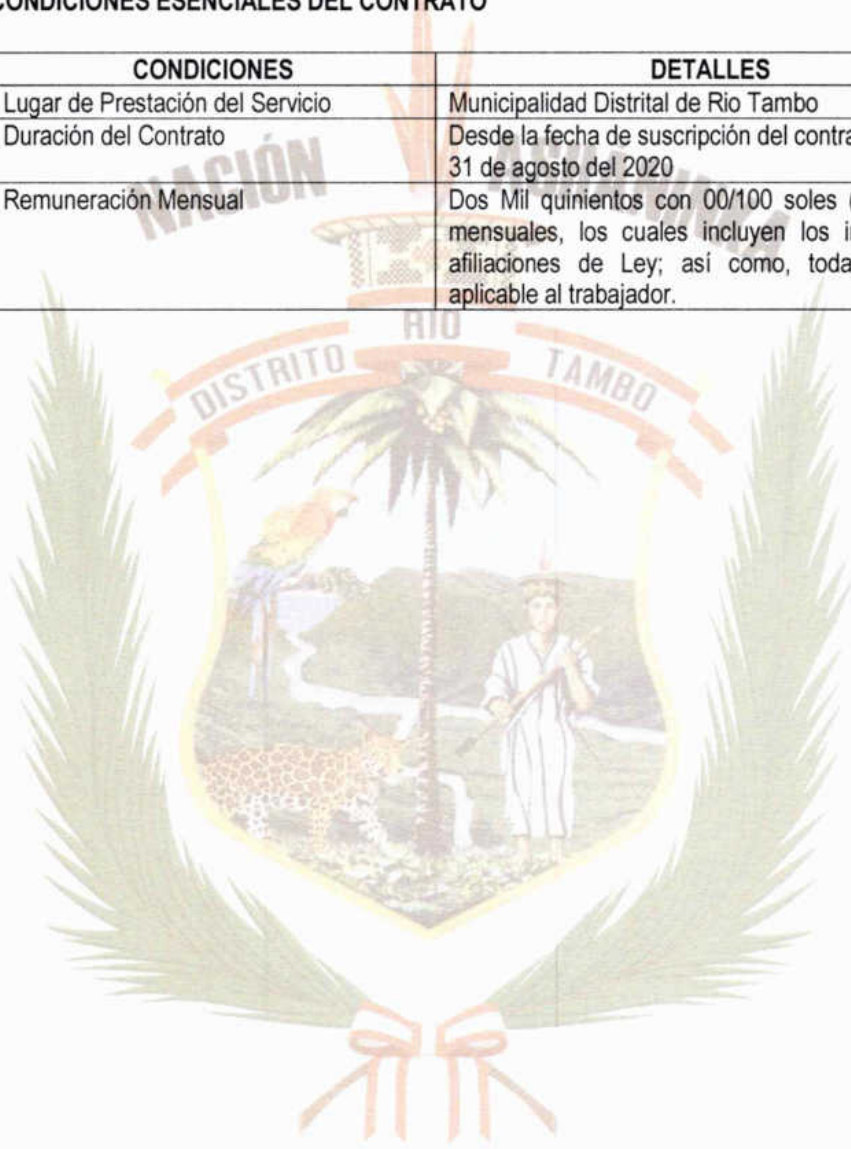 CONDICIONES ESENCIALES DEL CONTRATO
CONDICIONES DETALLES
Lugar de Prestación del Servicio Municipalidad Distrital de Rio Tambo
Duración del Contrato Desde la fecha de suscripción del contra
31 de agosto del 2020
Remuneración Mensual Dos Mil quinientos con 00/100 soles (
mensuales, los cuales incluyen los i
afiliaciones de Ley; así como, toda
aplicable al trabajador.
NACIÓN ASHÁNINKA
RIO
DISTRITO TAMBO